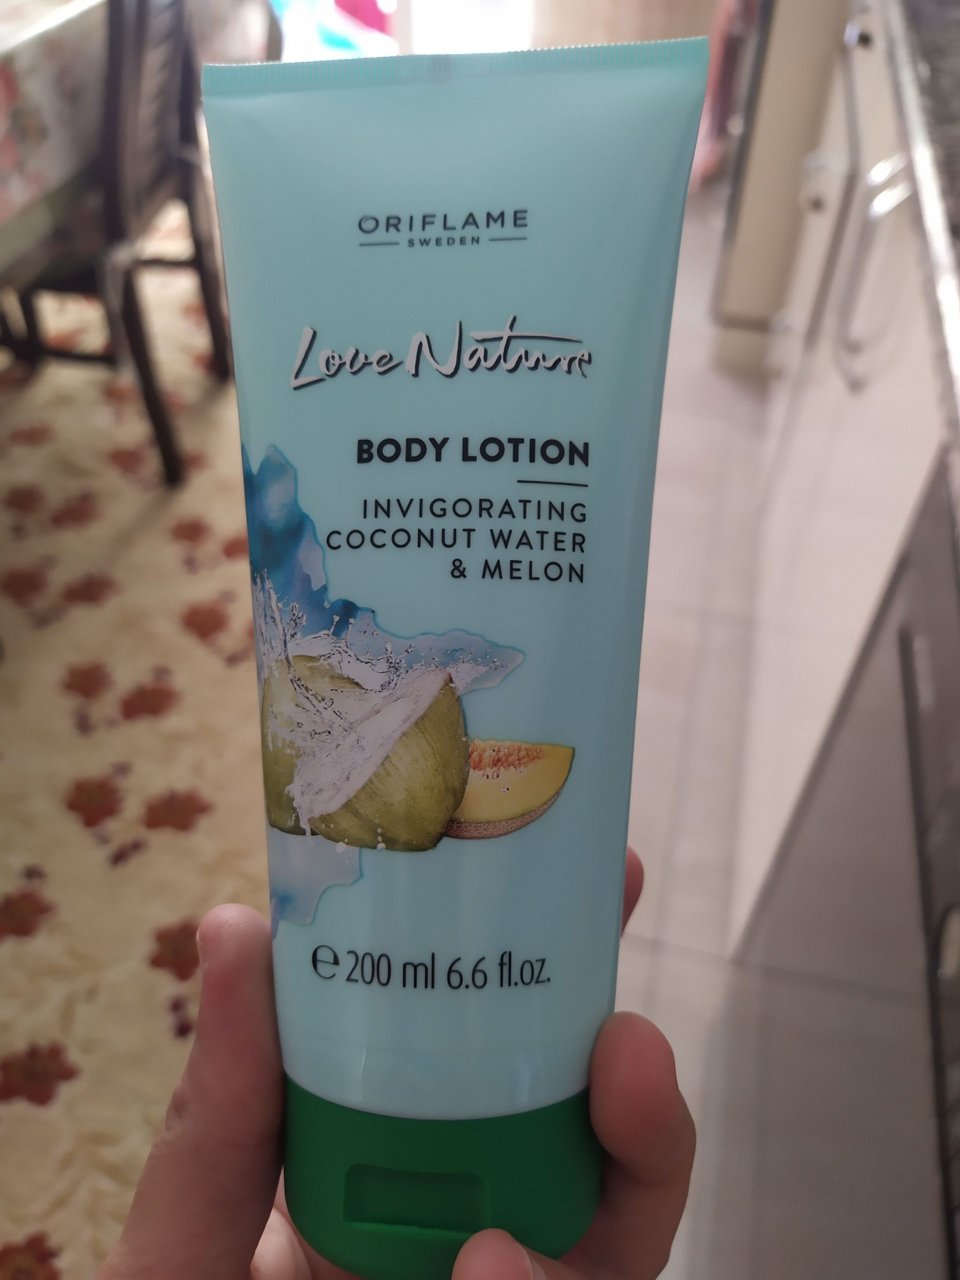 ORIFLAME
SWEDEN
Love Nature
BODY LOTION
INVIGORATING
COCONUT WATER
& MELON
℮ 200 ml 6.6 fl.oz.